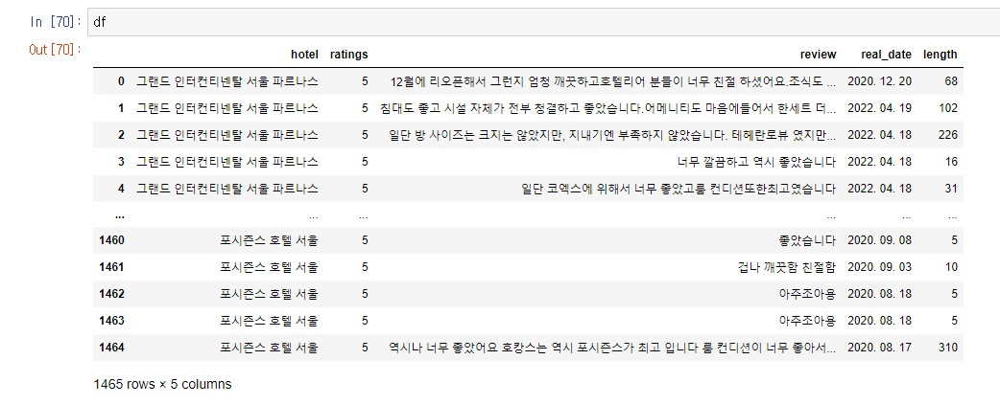 In [70]: df
Out [70]:
hotel ratings review real_date length
0 그랜드 인터컨티넨탈 서울 파르나스 5 12월에 리오픈해서 그런지 엄청 깨끗하고호텔리어 분들이 너무 친절 하셨어요.조식도 ... 2020. 12. 20 68
1 그랜드 인터컨티넨탈 서울 파르나스 5 침대도 좋고 시설 자체가 전부 청결하고 좋았습니다.어메니티도 마음에들어서 한세트 더... 2022. 04. 19 102
2 그랜드 인터컨티넨탈 서울 파르나스 5 일단 방 사이즈는 크지는 않았지만, 지내기엔 부족하지 않았습니다. 테헤란로뷰 였지만... 2022. 04. 18 226
3 그랜드 인터컨티넨탈 서울 파르나스 5 너무 깔끔하고 역시 좋았습니다 2022. 04. 18 16
4 그랜드 인터컨티넨탈 서울 파르나스 5 일단 코엑스에 위해서 너무 좋았고룸 컨디션또한최고였습니다 2022. 04. 18 31
... ... ... ... ... ...
1460 포시즌스 호텔 서울 5 좋았습니다 2020. 09. 08 5
1461 포시즌스 호텔 서울 5 겁나 깨끗함 친절함 2020. 09. 03 10
1462 포시즌스 호텔 서울 5 아주조아용 2020. 08. 18 5
1463 포시즌스 호텔 서울 5 아주조아용 2020. 08. 18 5
1464 포시즌스 호텔 서울 5 역시나 너무 좋았어요 호캉스는 역시 포시즌스가 최고 입니다 룸 컨디션이 너무 좋아서... 2020. 08. 17 310
1465 rows × 5 columns